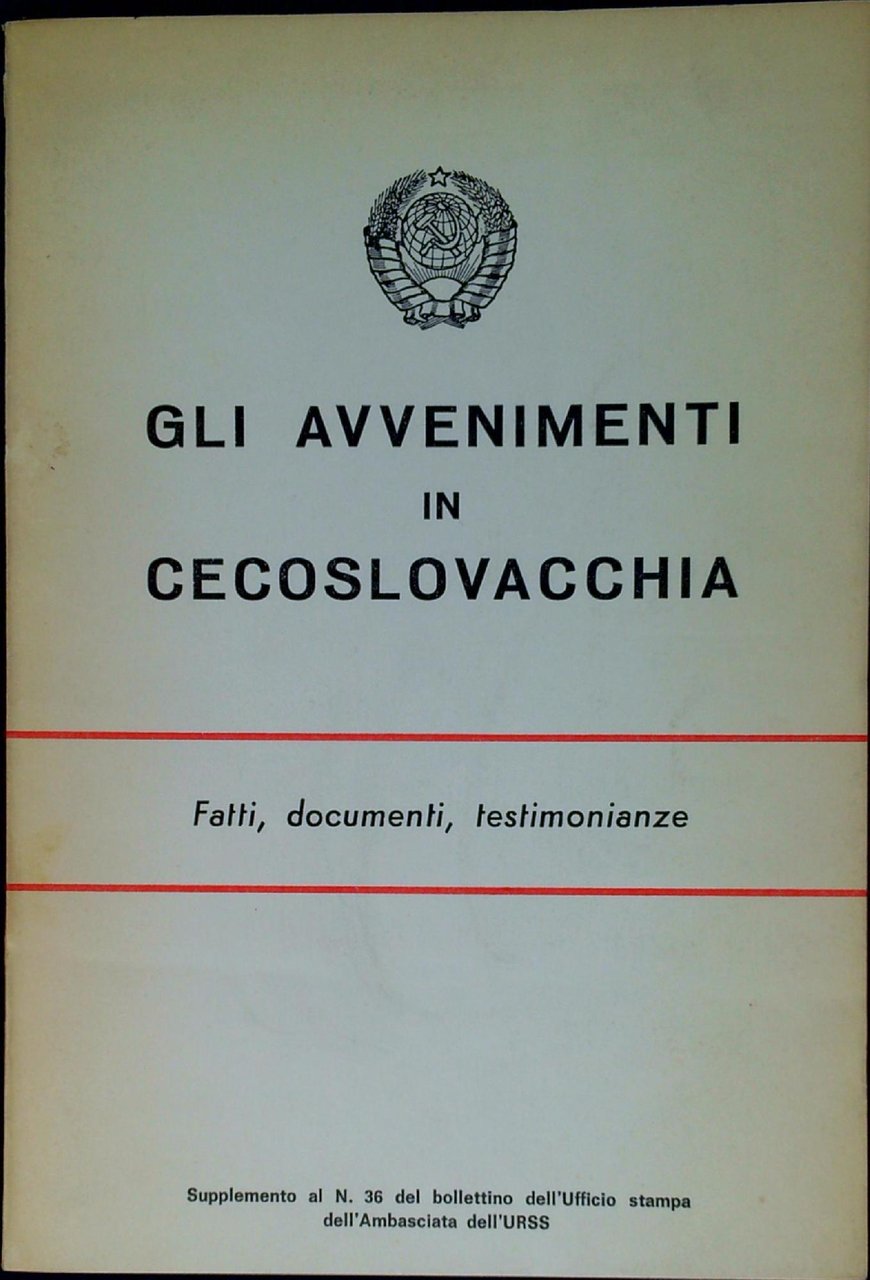 GLI AVVENIMENTI
IN
CECOSLOVACCHIA
Fatti, documenti, testimonianze
Supplemento al N. 36 del bollettino dell'Ufficio stampa
dell'Ambasciata dell'URSS